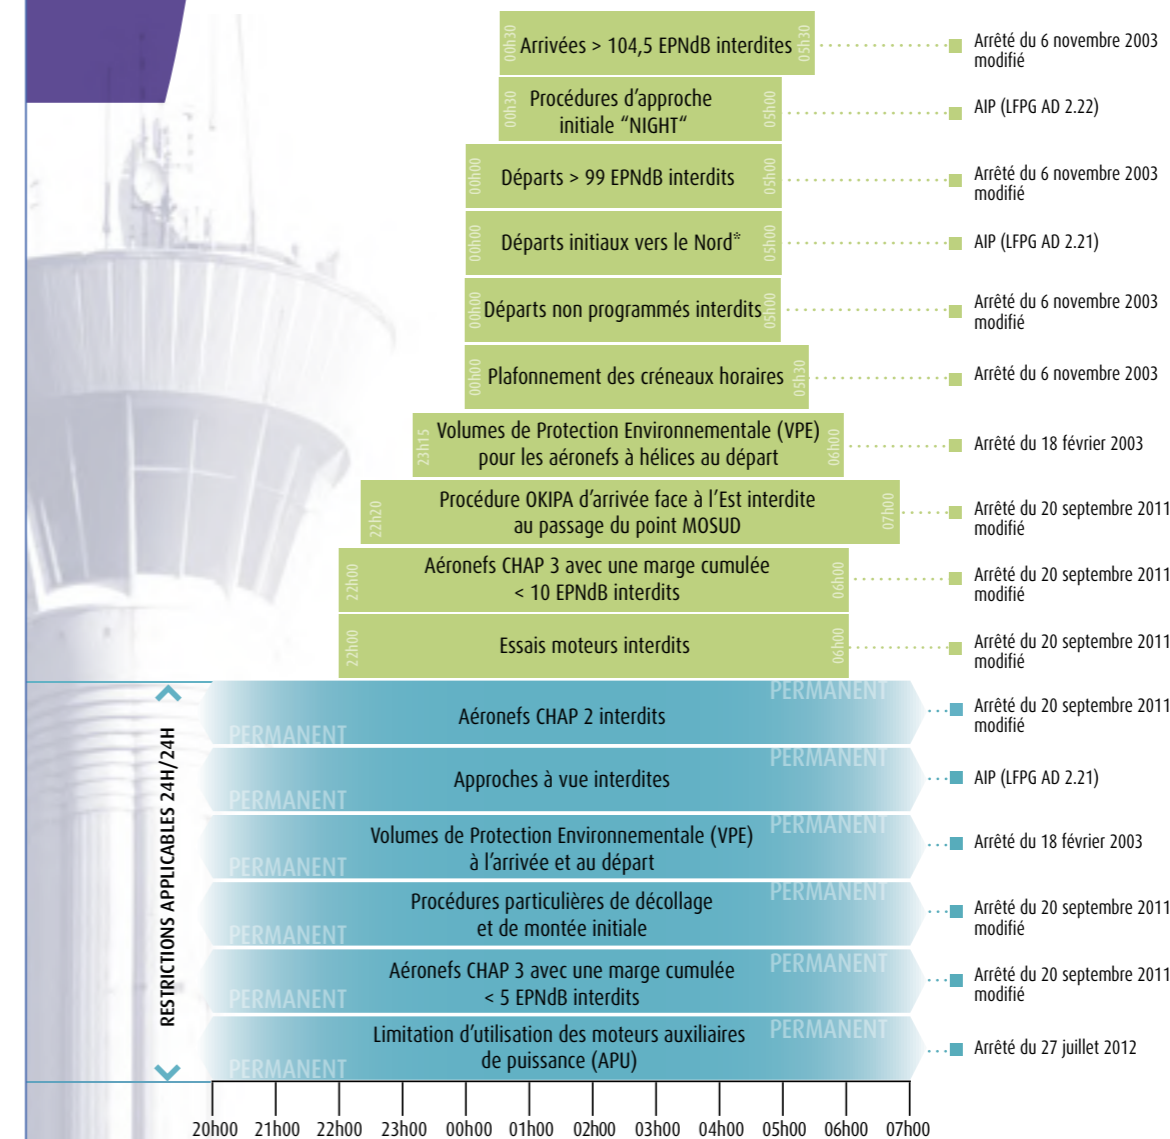 00h30
Arrivées > 104,5 EPNdB interdites
05h30
Arrêté du 6 novembre 2003
modifié
00h30
Procédures d'approche
initiale “NIGHT“
05h00
AIP (LFPG AD 2.22)
00h00
Départs > 99 EPNdB interdits
05h00
Arrêté du 6 novembre 2003
modifié
00h00
Départs initiaux vers le Nord*
05h00
AIP (LFPG AD 2.21)
00h00
Départs non programmés interdits
05h00
Arrêté du 6 novembre 2003
modifié
00h00
Plafonnement des créneaux horaires
05h30
Arrêté du 6 novembre 2003
23h15
Volumes de Protection Environnementale (VPE)
pour les aéronefs à hélices au départ
06h00
Arrêté du 18 février 2003
22h20
Procédure OKIPA d'arrivée face à l'Est interdite
au passage du point MOSUD
07h00
Arrêté du 20 septembre 2011
modifié
22h00
Aéronefs CHAP 3 avec une marge cumulée
< 10 EPNdB interdits
06h00
Arrêté du 20 septembre 2011
modifié
22h00
Essais moteurs interdits
06h00
Arrêté du 20 septembre 2011
modifié
RESTRICTIONS APPLICABLES 24H/24H
PERMANENT
Aéronefs CHAP 2 interdits
PERMANENT
Arrêté du 20 septembre 2011
modifié
PERMANENT
Approches à vue interdites
PERMANENT
AIP (LFPG AD 2.21)
PERMANENT
Volumes de Protection Environnementale (VPE)
à l'arrivée et au départ
PERMANENT
Arrêté du 18 février 2003
PERMANENT
Procédures particulières de décollage
et de montée initiale
PERMANENT
Arrêté du 20 septembre 2011
modifié
PERMANENT
Aéronefs CHAP 3 avec une marge cumulée
< 5 EPNdB interdits
PERMANENT
Arrêté du 20 septembre 2011
modifié
PERMANENT
Limitation d'utilisation des moteurs auxiliaires
de puissance (APU)
PERMANENT
Arrêté du 27 juillet 2012
20h00 21h00 22h00 23h00 00h00 01h00 02h00 03h00 04h00 05h00 06h00 07h00